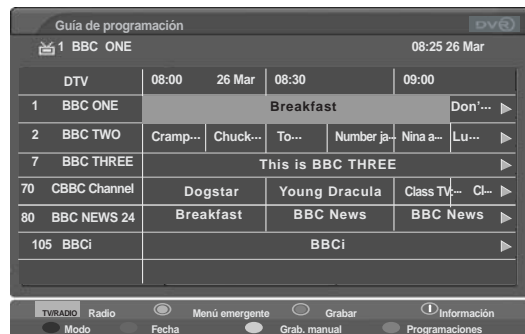 Guía de programación DVR
1 BBC ONE 08:25 26 Mar
DTV 08:00 26 Mar 08:30 09:00
1 BBC ONE Breakfast Don'...
2 BBC TWO Cramp... Chuck... To... Number ja... Nina a... Lu...
7 BBC THREE This is BBC THREE
70 CBBC Channel Dogstar Young Dracula Class TV:... Cl...
80 BBC NEWS 24 Breakfast BBC News BBC News
105 BBCi BBCi
TV/RADIO Radio Menú emergente Grabar Información
Modo Fecha Grab. manual Programaciones